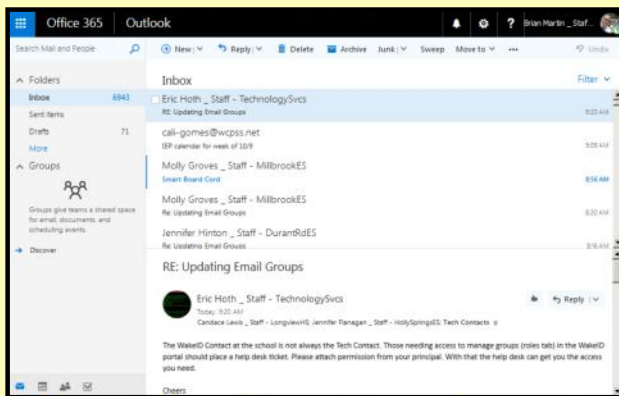 Office 365 Outlook ? Brian Martin _ Staf...
Search Mail and People New Reply Delete Archive Junk Sweep Move to ... Undo
Folders
Inbox 6943
Sent Items
Drafts 71
More
Groups
Groups give teams a shared space
for email, documents, and
scheduling events.
Discover
Inbox Filter
Eric Hoth _ Staff - TechnologySvcs
RE: Updating Email Groups 9:20 AM
cali-gomes@wcpss.net
IEP calendar for week of 10/9 9:09 AM
Molly Groves _ Staff - MillbrookES
Smart Board Cord 8:56 AM
Molly Groves _ Staff - MillbrookES
Re: Updating Email Groups 8:20 AM
Jennifer Hinton _ Staff - DurantRdES
Re: Updating Email Groups 8:16 AM
RE: Updating Email Groups
Eric Hoth _ Staff - TechnologySvcs Reply
Today, 9:20 AM
Candace Lewis _ Staff - LongviewHS; Jennifer Flanagan _ Staff - HollySpringsES; Tech Contacts
The WakeID Contact at the school is not always the Tech Contact. Those needing access to manage groups (roles tab) in the WakeID
portal should place a help desk ticket. Please attach permission from your principal. With that the help desk can get you the access
you need.
Cheers